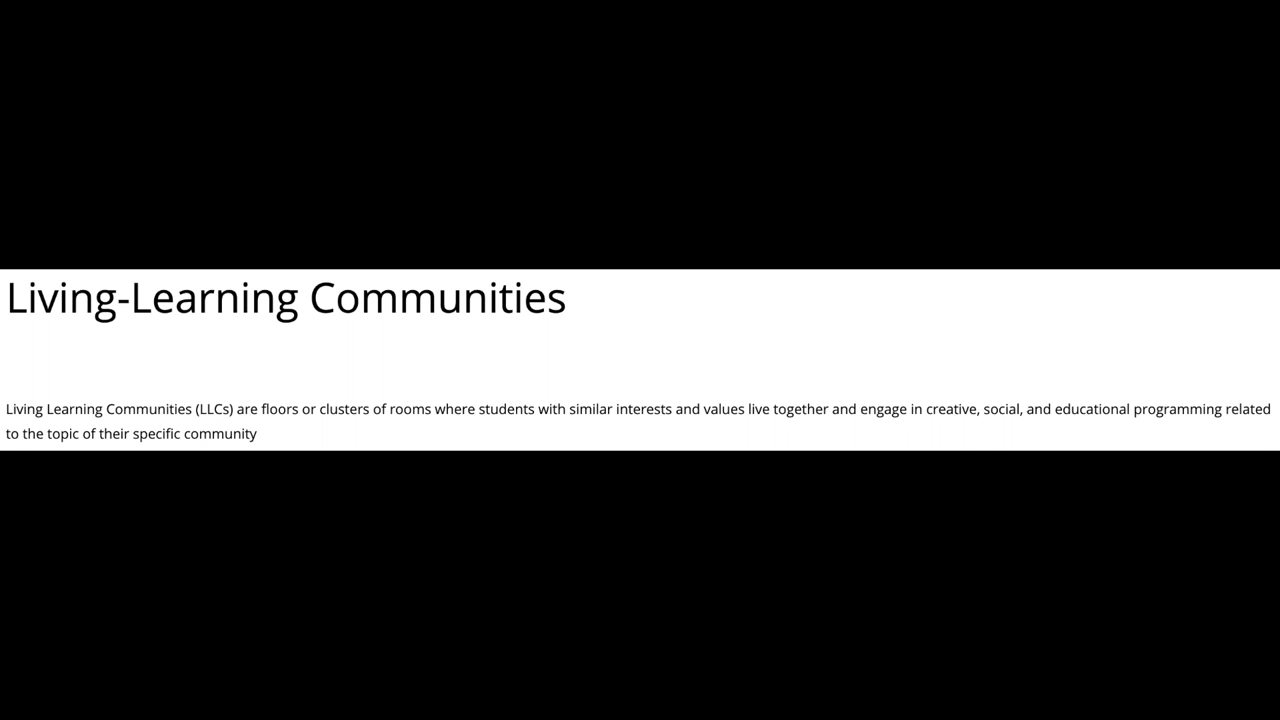 Living-Learning Communities
Living Learning Communities (LLCs) are floors or clusters of rooms where students with similar interests and values live together and engage in creative, social, and educational programming related
to the topic of their specific community